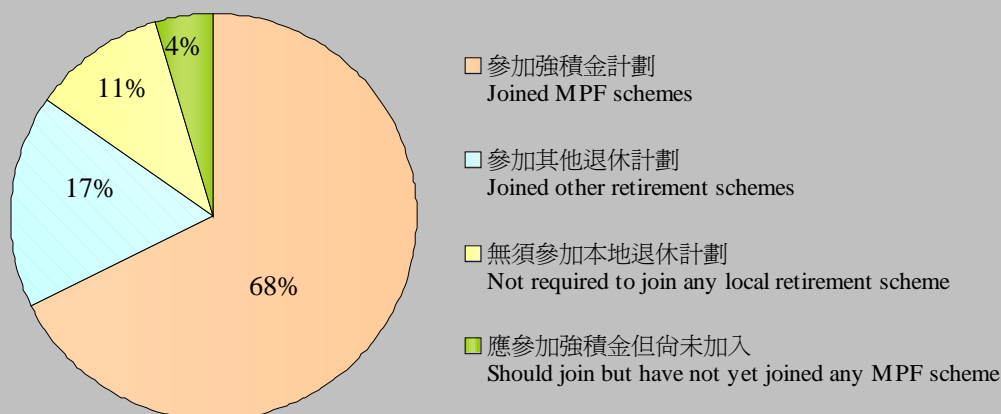 4%
11%
17%
68%
參加強積金計劃
Joined MPF schemes
參加其他退休計劃
Joined other retirement schemes
無須參加本地退休計劃
Not required to join any local retirement scheme
應參加強積金但尚未加入
Should join but have not yet joined any MPF scheme